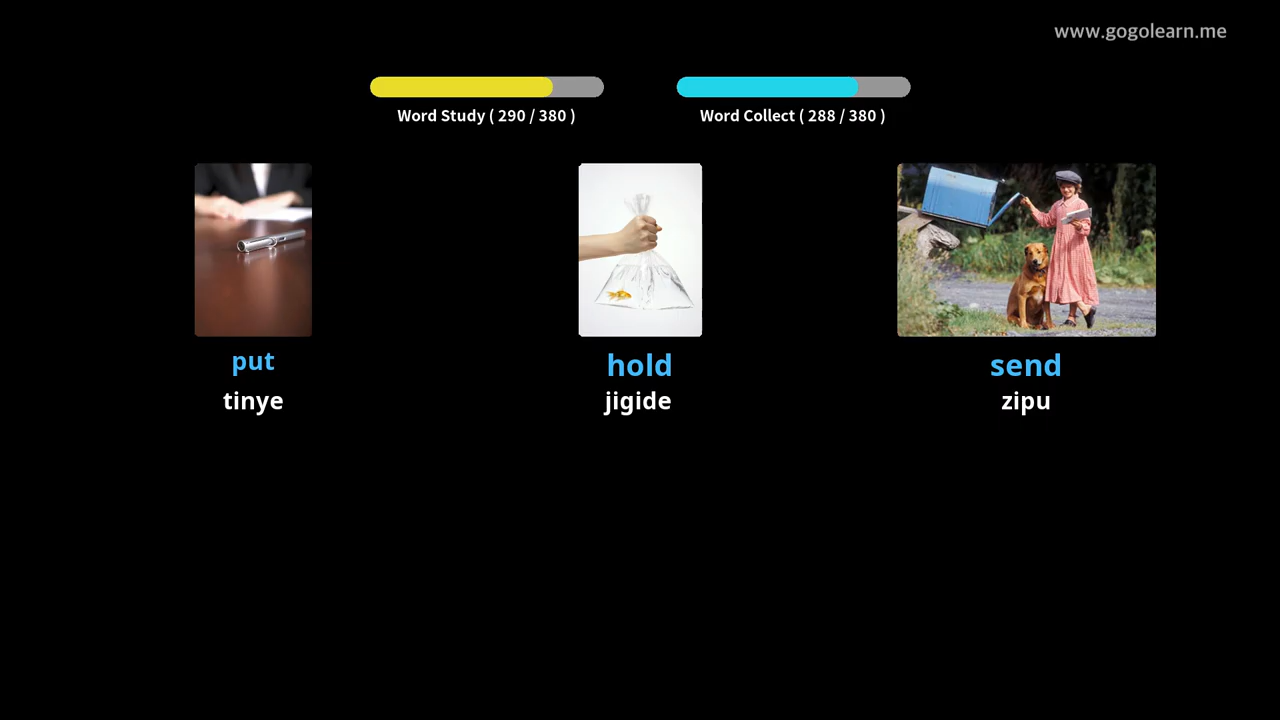 www.gogolearn.me
Word Study ( 290 / 380 )
Word Collect ( 288 / 380 )
put
tinye
hold
jigide
send
zipu